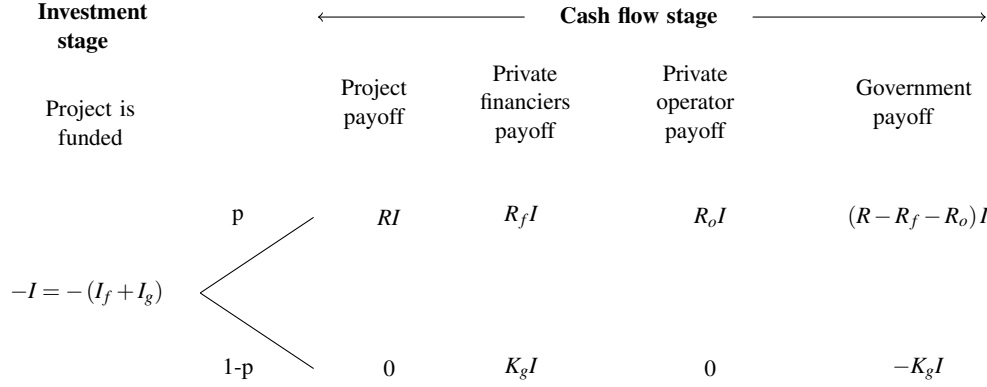 Investment stage
Cash flow stage
Project is funded
Project payoff
Private financiers payoff
Private operator payoff
Government payoff
p
RI
R_f I
R_o I
(R − R_f − R_o) I
−I = − (I_f + I_g)
1-p
0
K_g I
0
−K_g I